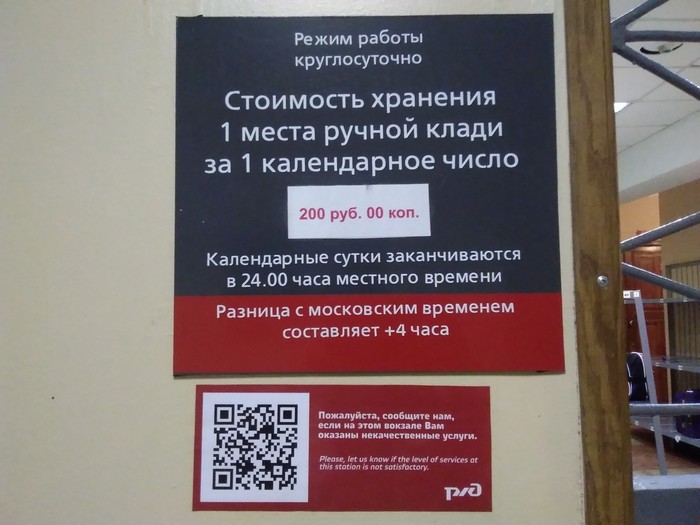 Режим работы
круглосуточно
Стоимость хранения
1 места ручной клади
за 1 календарное число
200 руб. 00 коп.
Календарные сутки заканчиваются
в 24.00 часа местного времени
Разница с московским временем
составляет +4 часа
Пожалуйста, сообщите нам,
если на этом вокзале Вам
оказаны некачественные услуги.
Please, let us know if the level of services at
this station is not satisfactory.
ржд